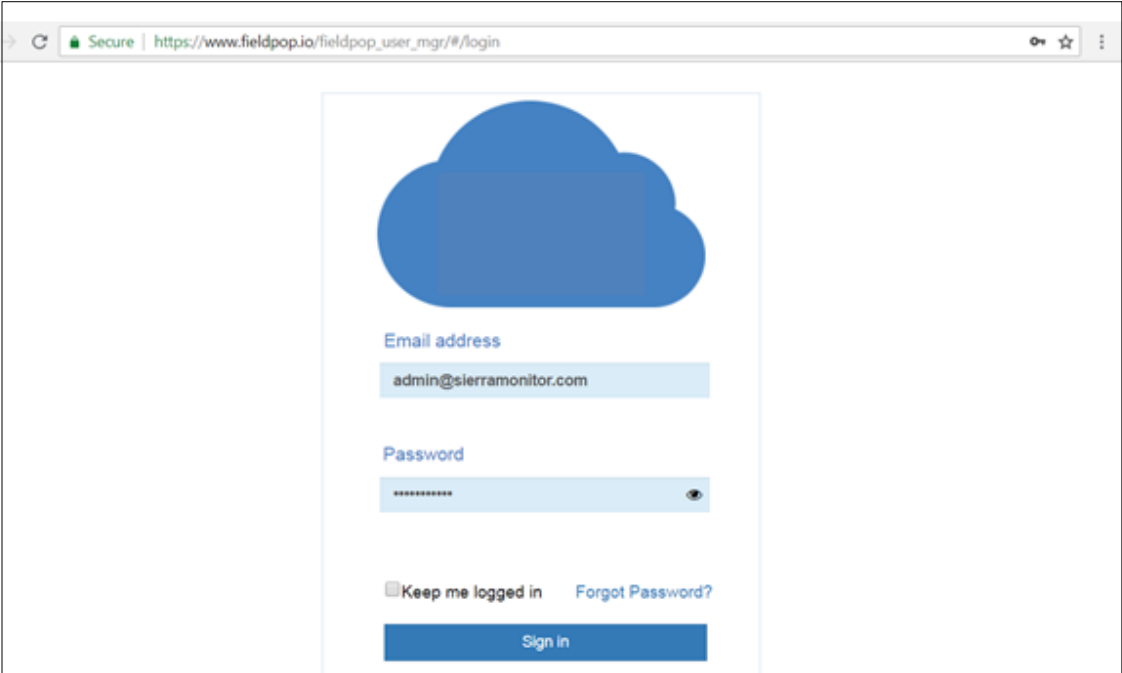 Secure | https://www.fieldpop.io/fieldpop_user_mgr/#/login
Email address
admin@sierramonitor.com
Password
•••••••••••
Keep me logged in Forgot Password?
Sign in